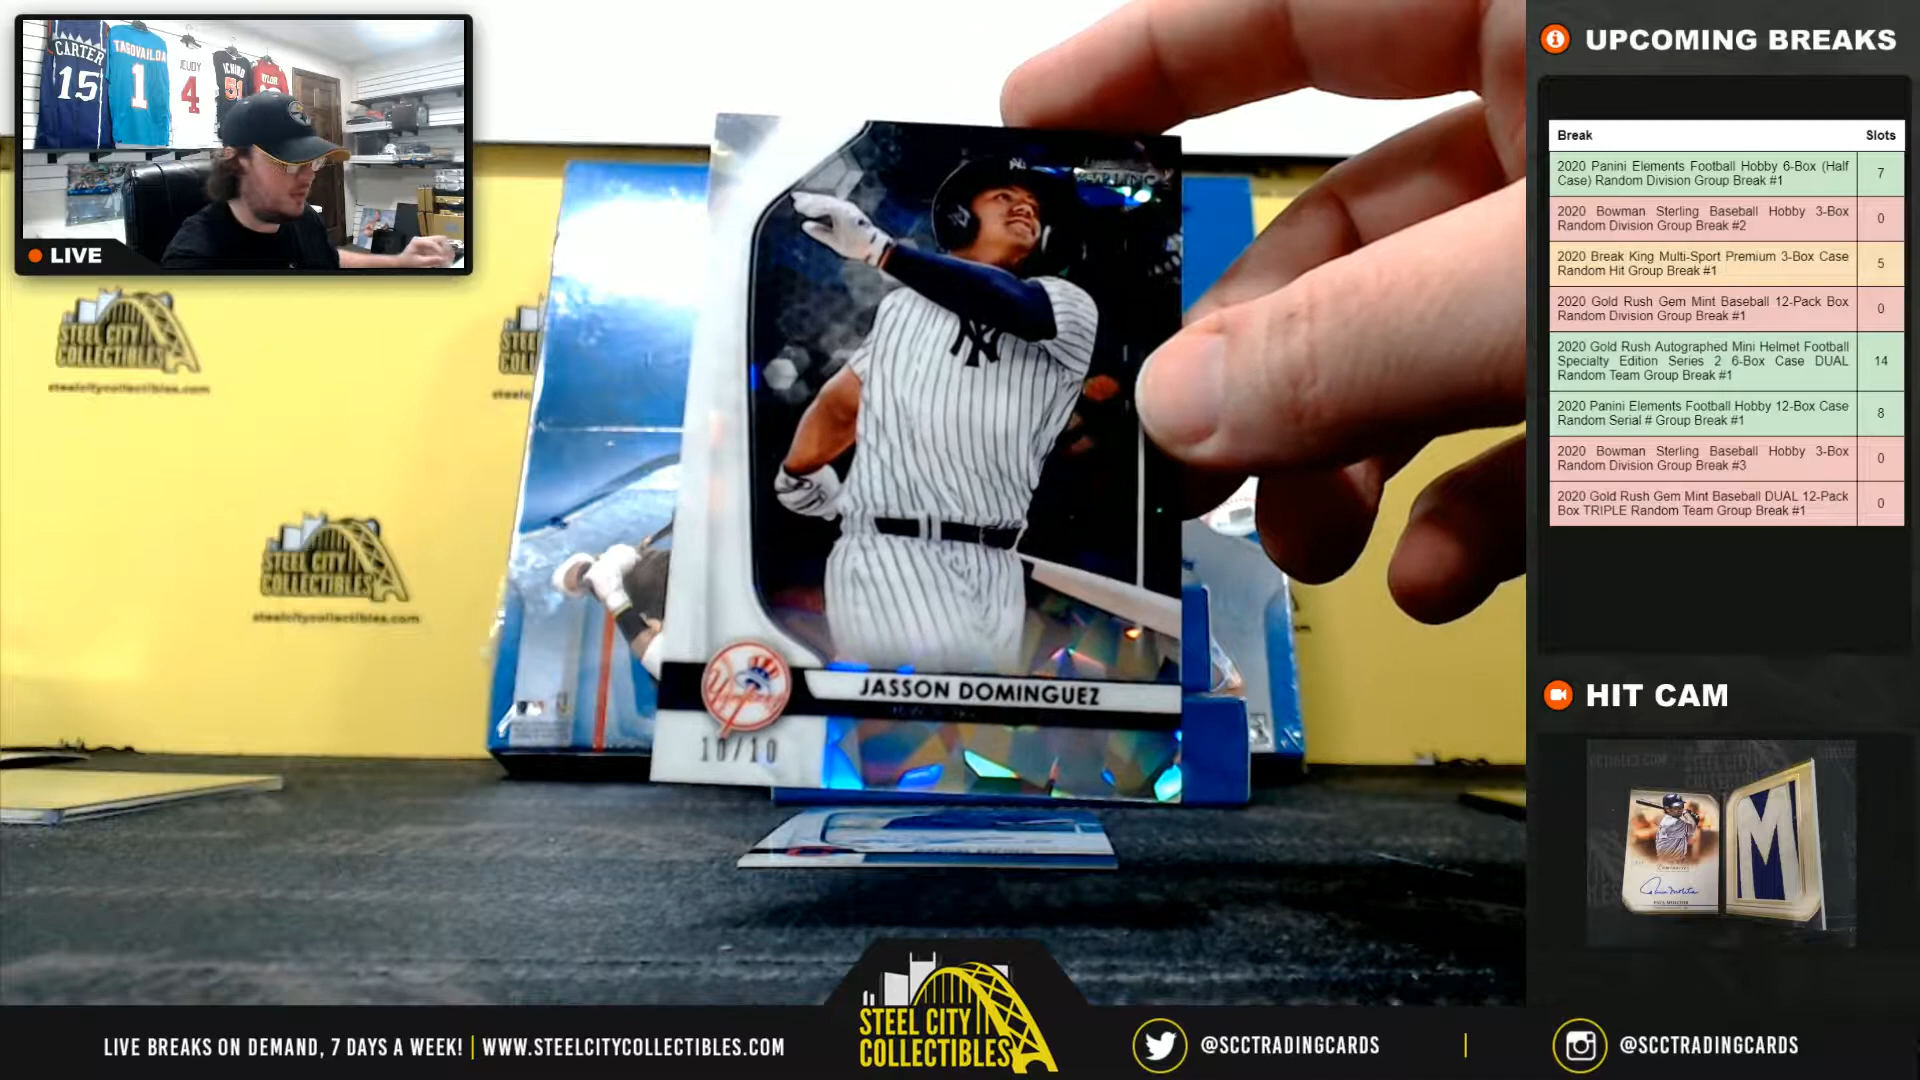 CARTER
15
TAGOVAILOA
1
JEUDY
4
ICHIRO
51
LIVE
STEEL CITY
COLLECTIBLES
steelcitycollectibles.com
STEEL CITY
COLLECTIBLES
steelcitycollectibles.com
NY
STERLING
JASSON DOMINGUEZ
Yankees
10/10
UPCOMING BREAKS
Break Slots
2020 Panini Elements Football Hobby 6-Box (Half
Case) Random Division Group Break #1
7
2020 Bowman Sterling Baseball Hobby 3-Box
Random Division Group Break #2
0
2020 Break King Multi-Sport Premium 3-Box Case
Random Hit Group Break #1
5
2020 Gold Rush Gem Mint Baseball 12-Pack Box
Random Division Group Break #1
0
2020 Gold Rush Autographed Mini Helmet Football
Specialty Edition Series 2 6-Box Case DUAL
Random Team Group Break #1
14
2020 Panini Elements Football Hobby 12-Box Case
Random Serial # Group Break #1
8
2020 Bowman Sterling Baseball Hobby 3-Box
Random Division Group Break #3
0
2020 Gold Rush Gem Mint Baseball DUAL 12-Pack
Box TRIPLE Random Team Group Break #1
0
HIT CAM
M
LIVE BREAKS ON DEMAND, 7 DAYS A WEEK! | WWW.STEELCITYCOLLECTIBLES.COM
STEEL CITY
COLLECTIBLES
@SCCTRADINGCARDS
@SCCTRADINGCARDS